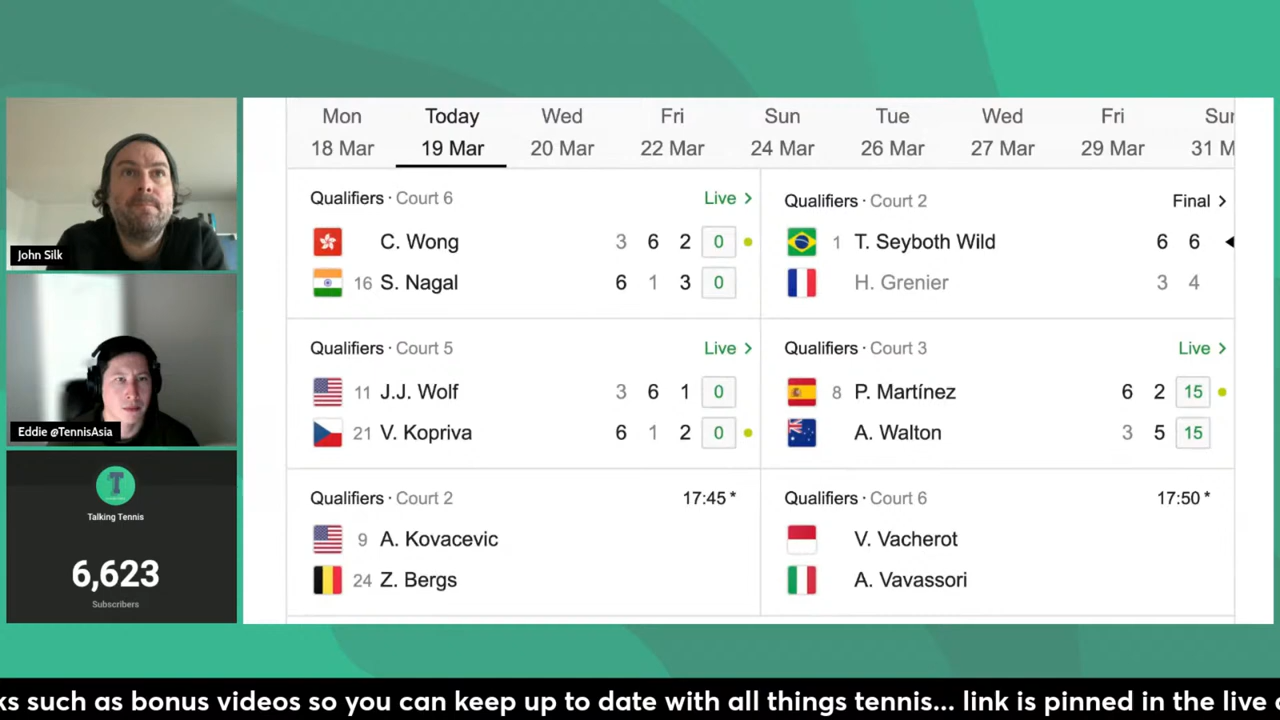 Mon
18 Mar
Today
19 Mar
Wed
20 Mar
Fri
22 Mar
Sun
24 Mar
Tue
26 Mar
Wed
27 Mar
Fri
29 Mar
Sur
31 M
John Silk
Eddie @TennisAsia
Talking Tennis
6,623
Subscribers
Qualifiers · Court 6 Live >
C. Wong 3 6 2 0
16 S. Nagal 6 1 3 0
Qualifiers · Court 2 Final >
1 T. Seyboth Wild 6 6
H. Grenier 3 4
Qualifiers · Court 5 Live >
11 J.J. Wolf 3 6 1 0
21 V. Kopriva 6 1 2 0
Qualifiers · Court 3 Live >
8 P. Martínez 6 2 15
A. Walton 3 5 15
Qualifiers · Court 2 17:45 *
9 A. Kovacevic
24 Z. Bergs
Qualifiers · Court 6 17:50 *
V. Vacherot
A. Vavassori
ks such as bonus videos so you can keep up to date with all things tennis... link is pinned in the live